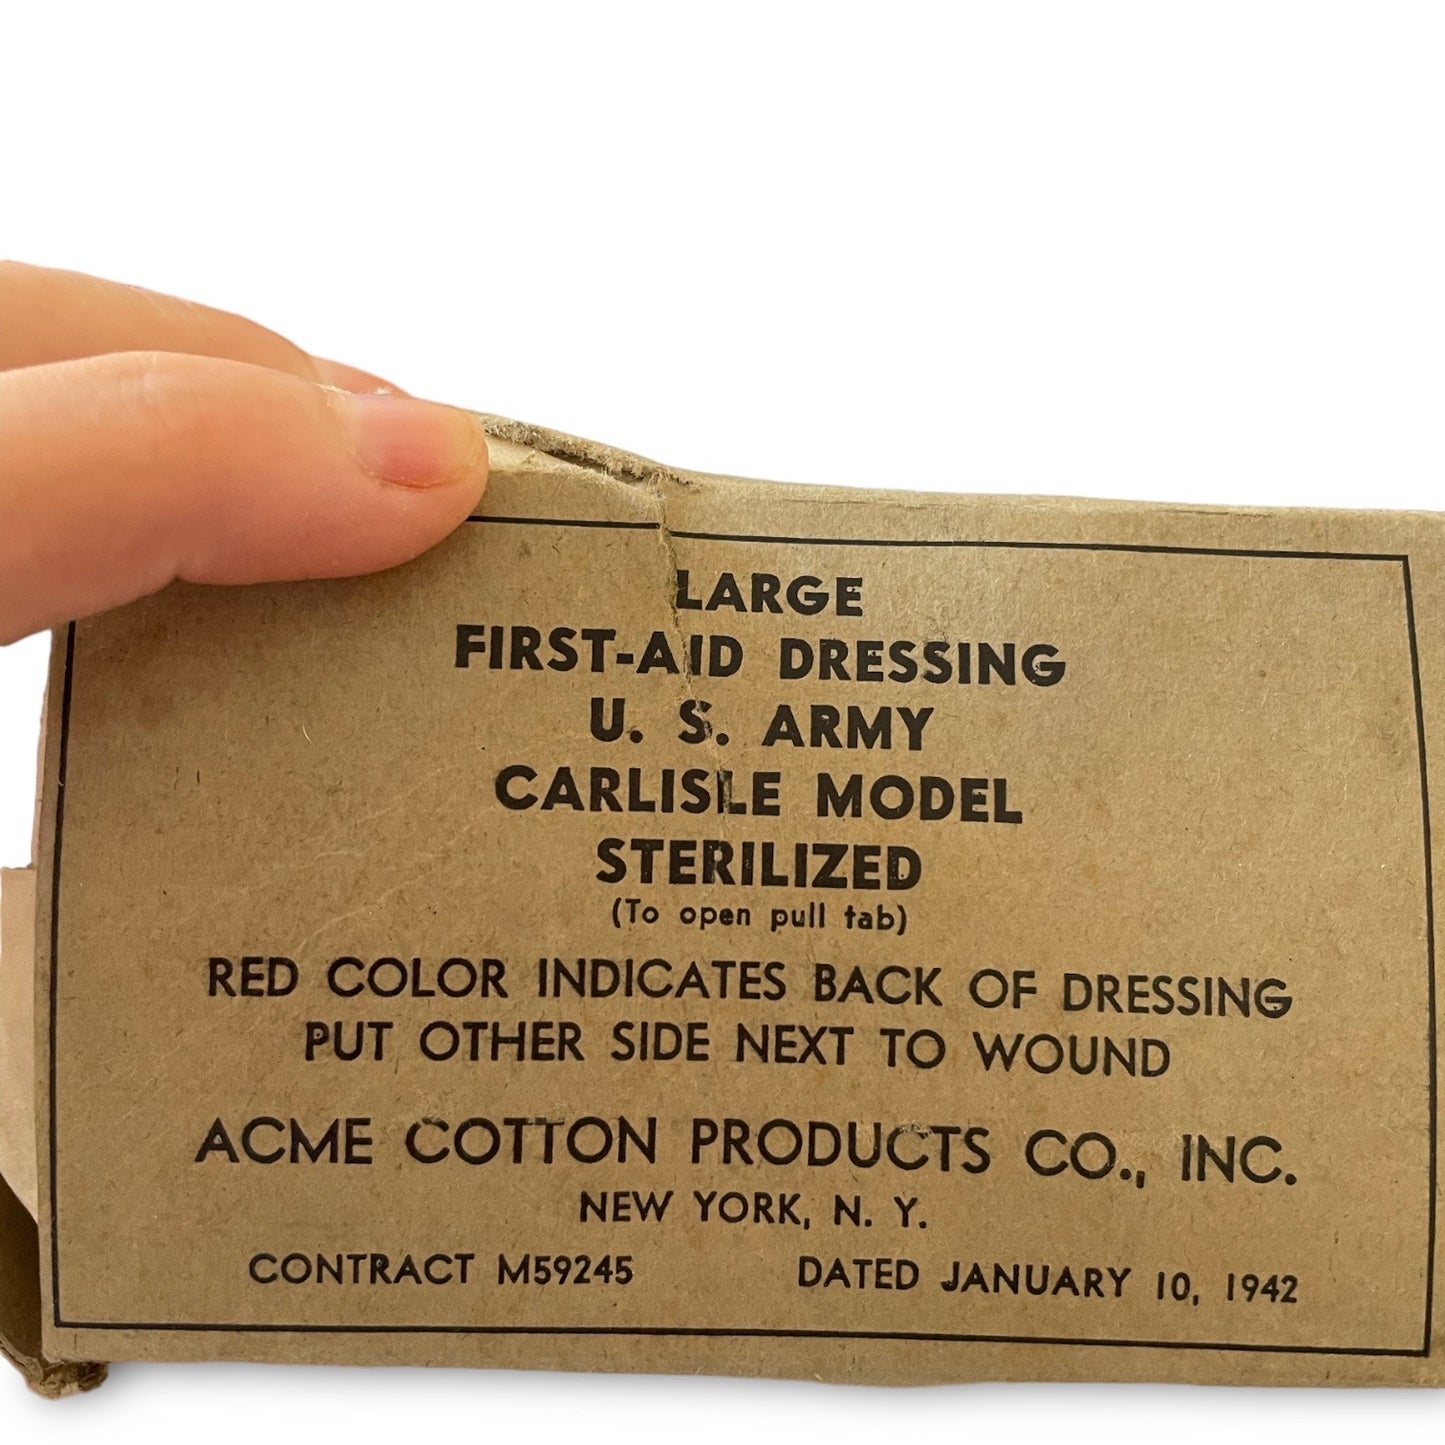 LARGE
FIRST-AID DRESSING
U. S. ARMY
CARLISLE MODEL
STERILIZED
(To open pull tab)
RED COLOR INDICATES BACK OF DRESSING
PUT OTHER SIDE NEXT TO WOUND
ACME COTTON PRODUCTS CO., INC.
NEW YORK, N. Y.
CONTRACT M59245 DATED JANUARY 10, 1942